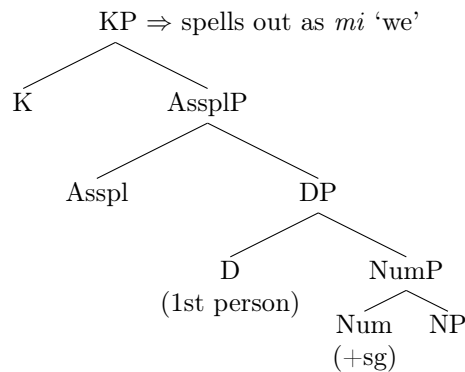 KP ⇒ spells out as mi ‘we’
K AssplP
Asspl DP
D NumP
(1st person)
Num NP
(+sg)